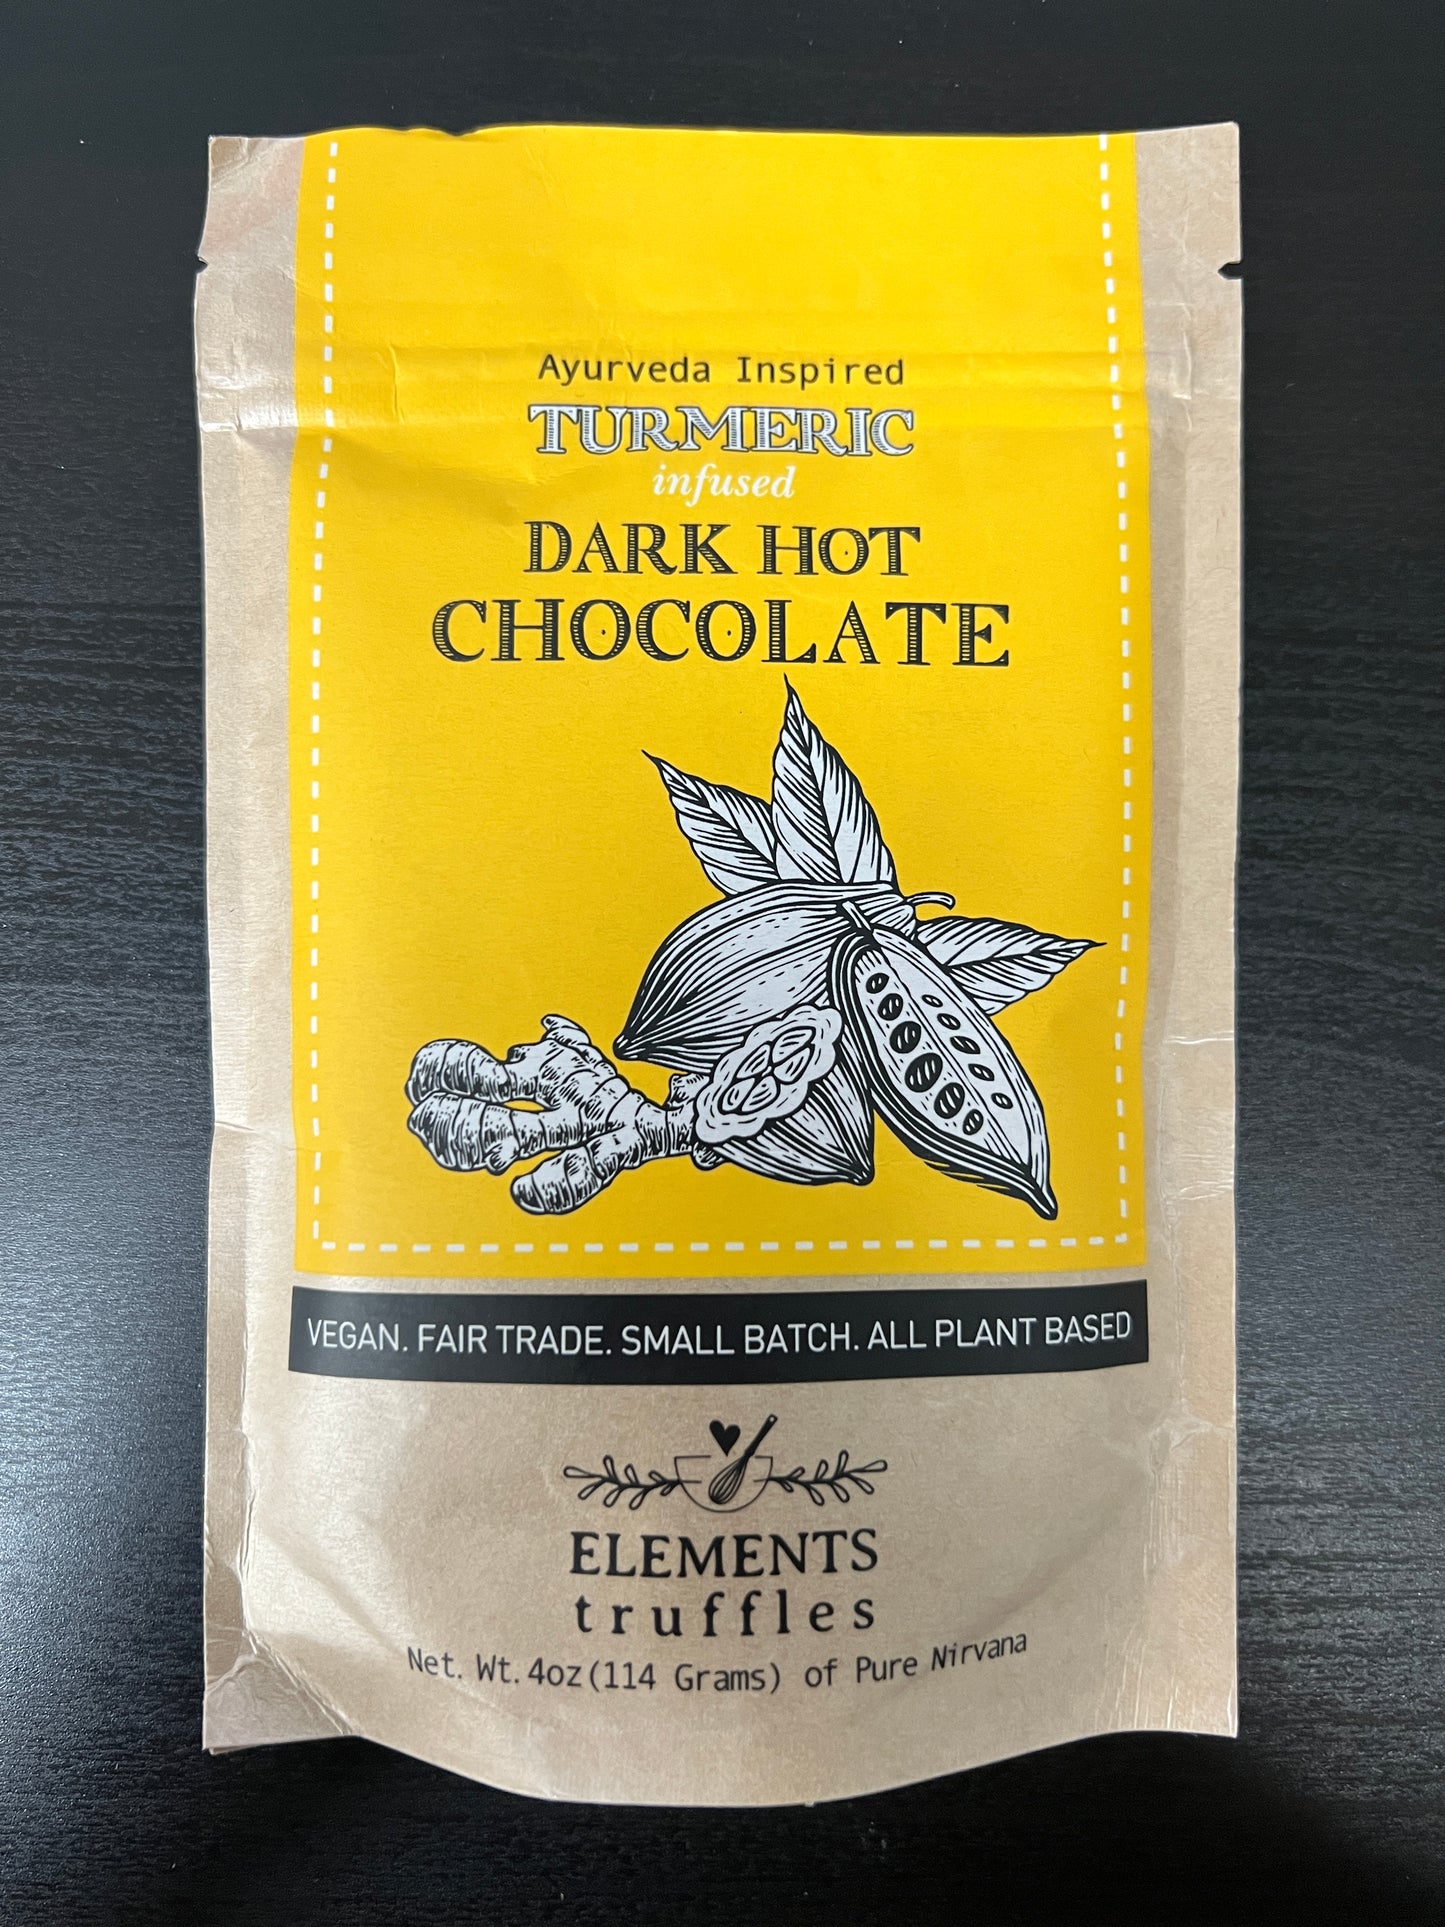 Ayurveda Inspired
TURMERIC
infused
DARK HOT
CHOCOLATE
VEGAN. FAIR TRADE. SMALL BATCH. ALL PLANT BASED
ELEMENTS
truffles
Net. Wt. 4oz(114 Grams) of Pure Nirvana